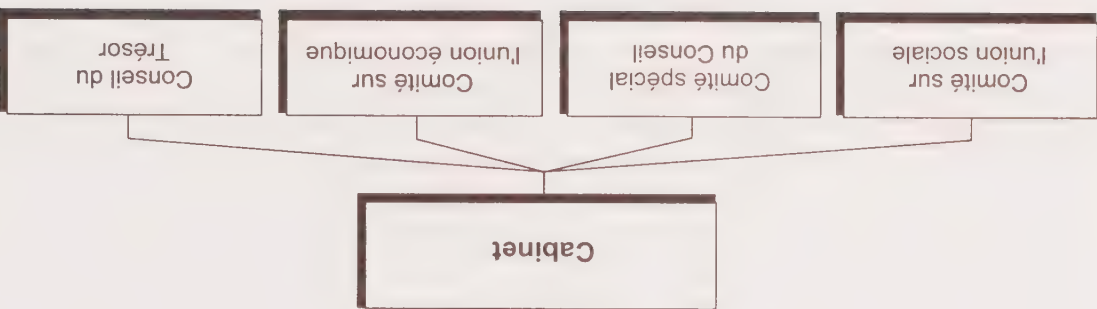 Cabinet
Comité sur
l'union sociale
Comité spécial
du Conseil
Comité sur
l'union économique
Conseil du
Trésor